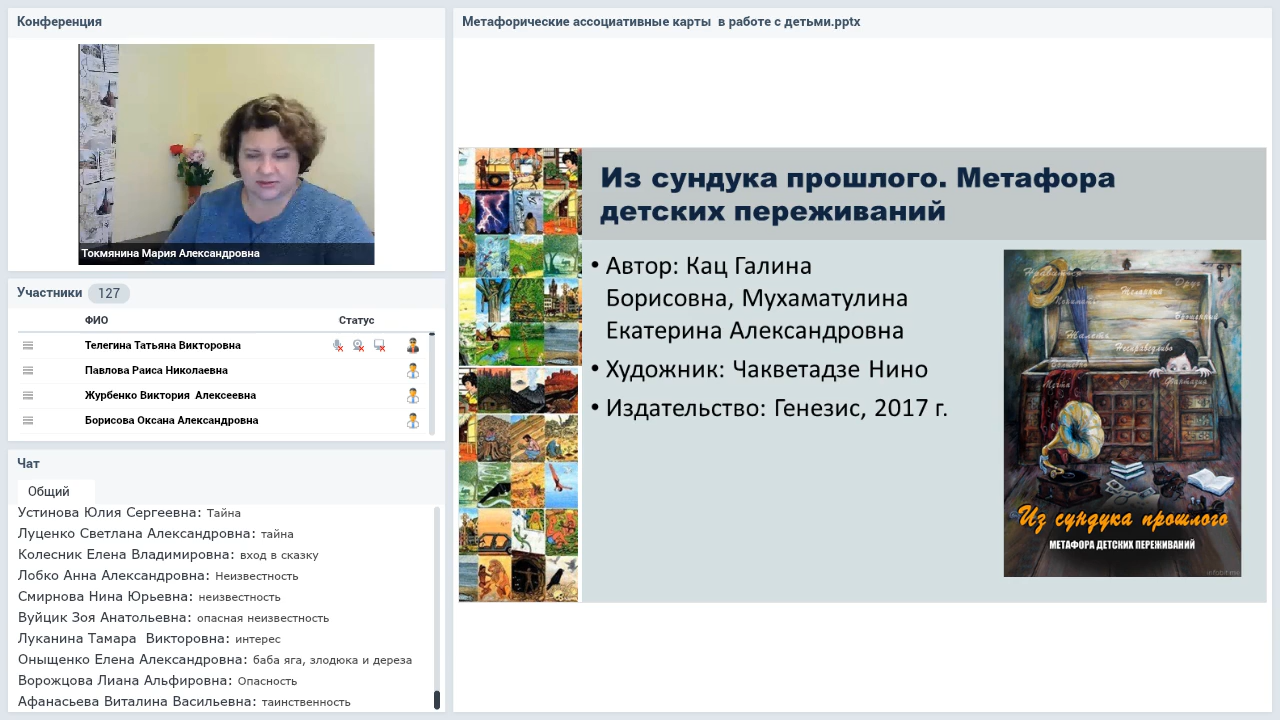 Конференция
Токмянина Мария Александровна
Участники 127
ФИО Статус
Телегина Татьяна Викторовна
Павлова Раиса Николаевна
Журбенко Виктория Алексеевна
Борисова Оксана Александровна
Чат
Общий
Устинова Юлия Сергеевна: Тайна
Луценко Светлана Александровна: тайна
Колесник Елена Владимировна: вход в сказку
Лобко Анна Александровна: Неизвестность
Смирнова Нина Юрьевна: неизвестность
Вуйцик Зоя Анатольевна: опасная неизвестность
Луканина Тамара Викторовна: интерес
Оныщенко Елена Александровна: баба яга, злодюка и дереза
Ворожцова Лиана Альфировна: Опасность
Афанасьева Виталина Васильевна: таинственность
Метафорические ассоциативные карты в работе с детьми.pptx
Из сундука прошлого. Метафора
детских переживаний
• Автор: Кац Галина
Борисовна, Мухаматулина
Екатерина Александровна
• Художник: Чакветадзе Нино
• Издательство: Генезис, 2017 г.
Несправедливо
Фантазия
Из сундука прошлого
МЕТАФОРА ДЕТСКИХ ПЕРЕЖИВАНИЙ